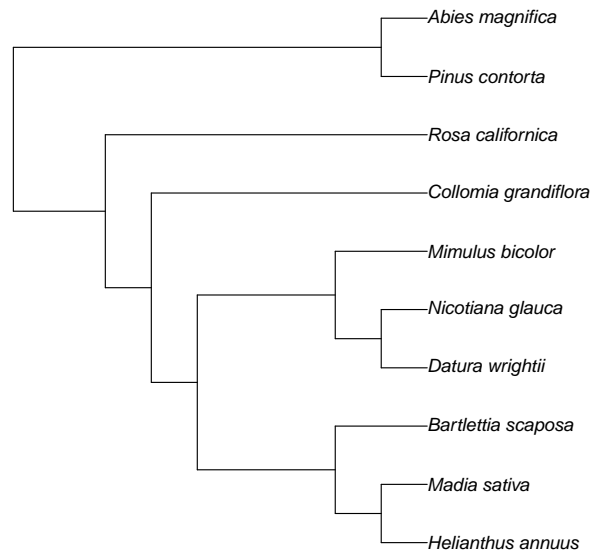 Abies magnifica
Pinus contorta
Rosa californica
Collomia grandiflora
Mimulus bicolor
Nicotiana glauca
Datura wrightii
Bartlettia scaposa
Madia sativa
Helianthus annuus